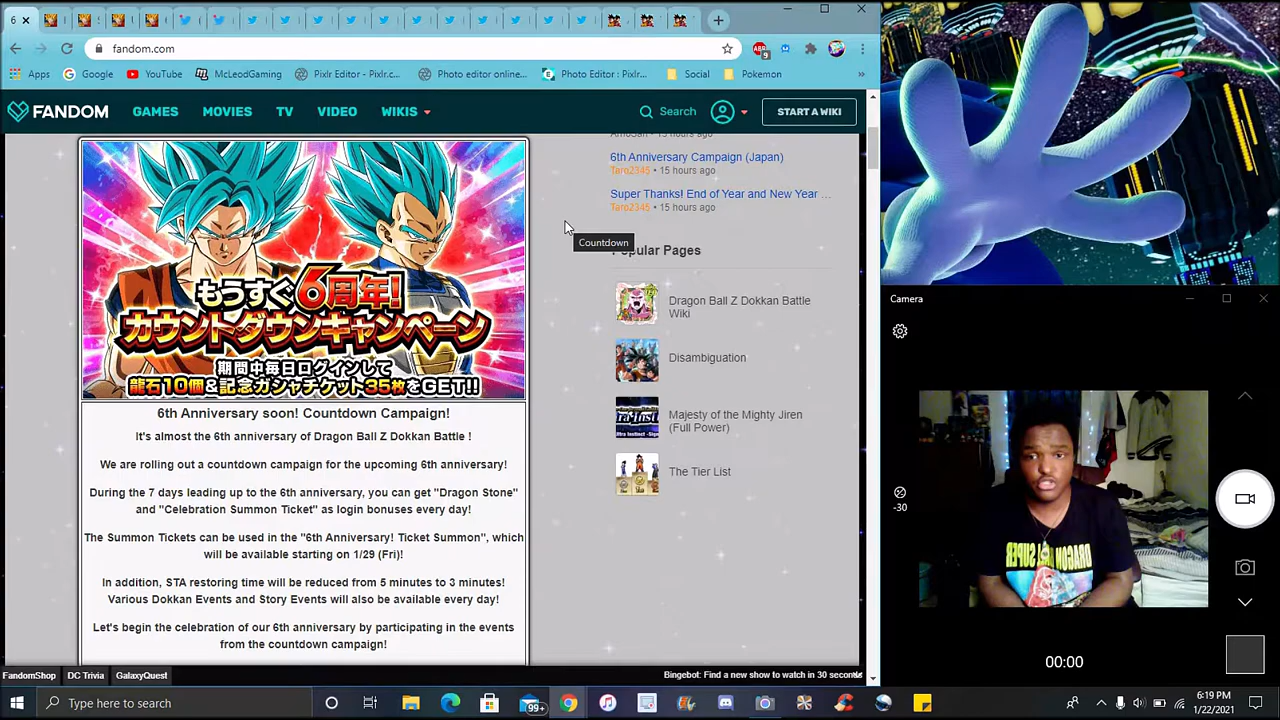 6
fandom.com
9
Apps
Google
YouTube
McLeodGaming
Pixlr Editor - Pixlr.c...
Photo editor online...
Photo Editor : Pixlr...
Social
Pokemon
»
FANDOM
GAMES
MOVIES
TV
VIDEO
WIKIS
Search
START A WIKI
• 15 hours ago
6th Anniversary Campaign (Japan)
Taro2345 • 15 hours ago
Super Thanks! End of Year and New Year ...
Taro2345 • 15 hours ago
Countdown
Popular Pages
Dragon Ball Z Dokkan Battle
Wiki
Disambiguation
Majesty of the Mighty Jiren
(Full Power)
The Tier List
もうすぐ6周年!
カウントダウンキャンペーン
期間中毎日ログインして
龍石10個&記念ガシャチケット35枚をGET!!
6th Anniversary soon! Countdown Campaign!
It's almost the 6th anniversary of Dragon Ball Z Dokkan Battle !
We are rolling out a countdown campaign for the upcoming 6th anniversary!
During the 7 days leading up to the 6th anniversary, you can get "Dragon Stone"
and "Celebration Summon Ticket" as login bonuses every day!
The Summon Tickets can be used in the "6th Anniversary! Ticket Summon", which
will be available starting on 1/29 (Fri)!
In addition, STA restoring time will be reduced from 5 minutes to 3 minutes!
Various Dokkan Events and Story Events will also be available every day!
Let's begin the celebration of our 6th anniversary by participating in the events
from the countdown campaign!
FandomShop
DC Trivia
GalaxyQuest
Bingebot: Find a new show to watch in 30 seconds
Camera
-30
DRAGON BALL SUPER
00:00
Type here to search
99+
6:19 PM
1/22/2021